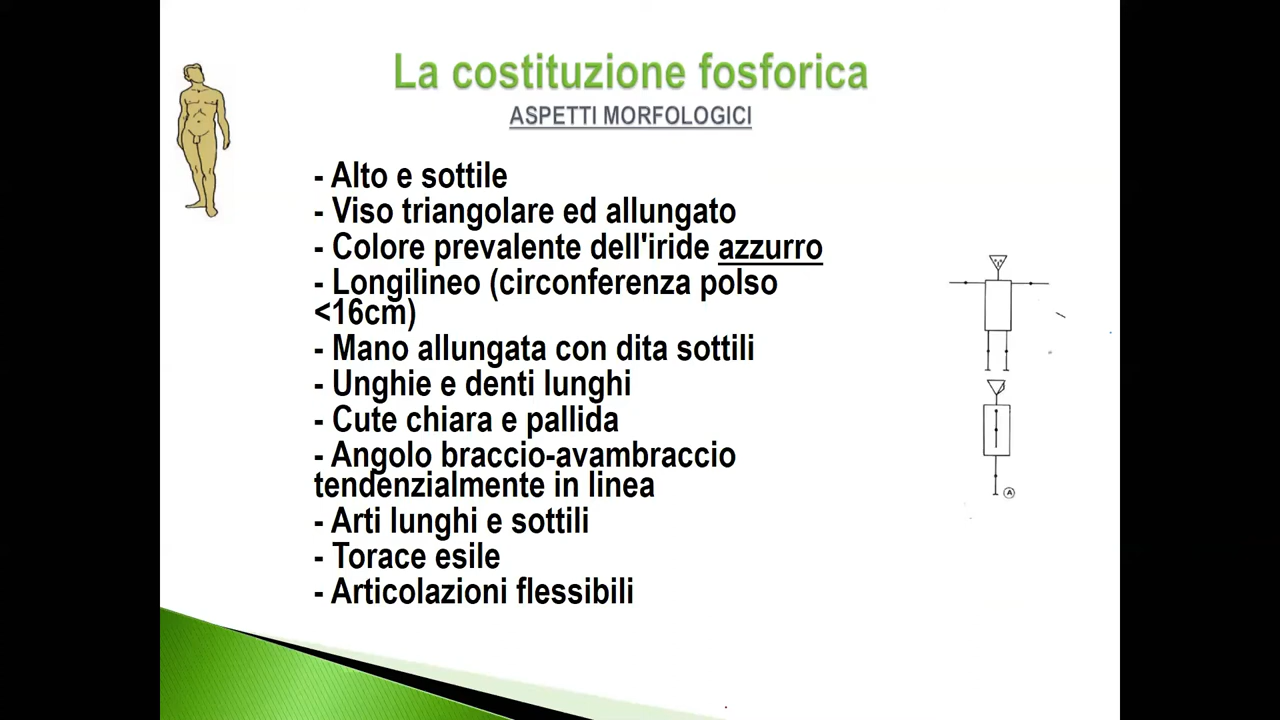 La costituzione fosforica
ASPETTI MORFOLOGICI
- Alto e sottile
- Viso triangolare ed allungato
- Colore prevalente dell'iride azzurro
- Longilineo (circonferenza polso
<16cm)
- Mano allungata con dita sottili
- Unghie e denti lunghi
- Cute chiara e pallida
- Angolo braccio-avambraccio
tendenzialmente in linea
- Arti lunghi e sottili
- Torace esile
- Articolazioni flessibili
A